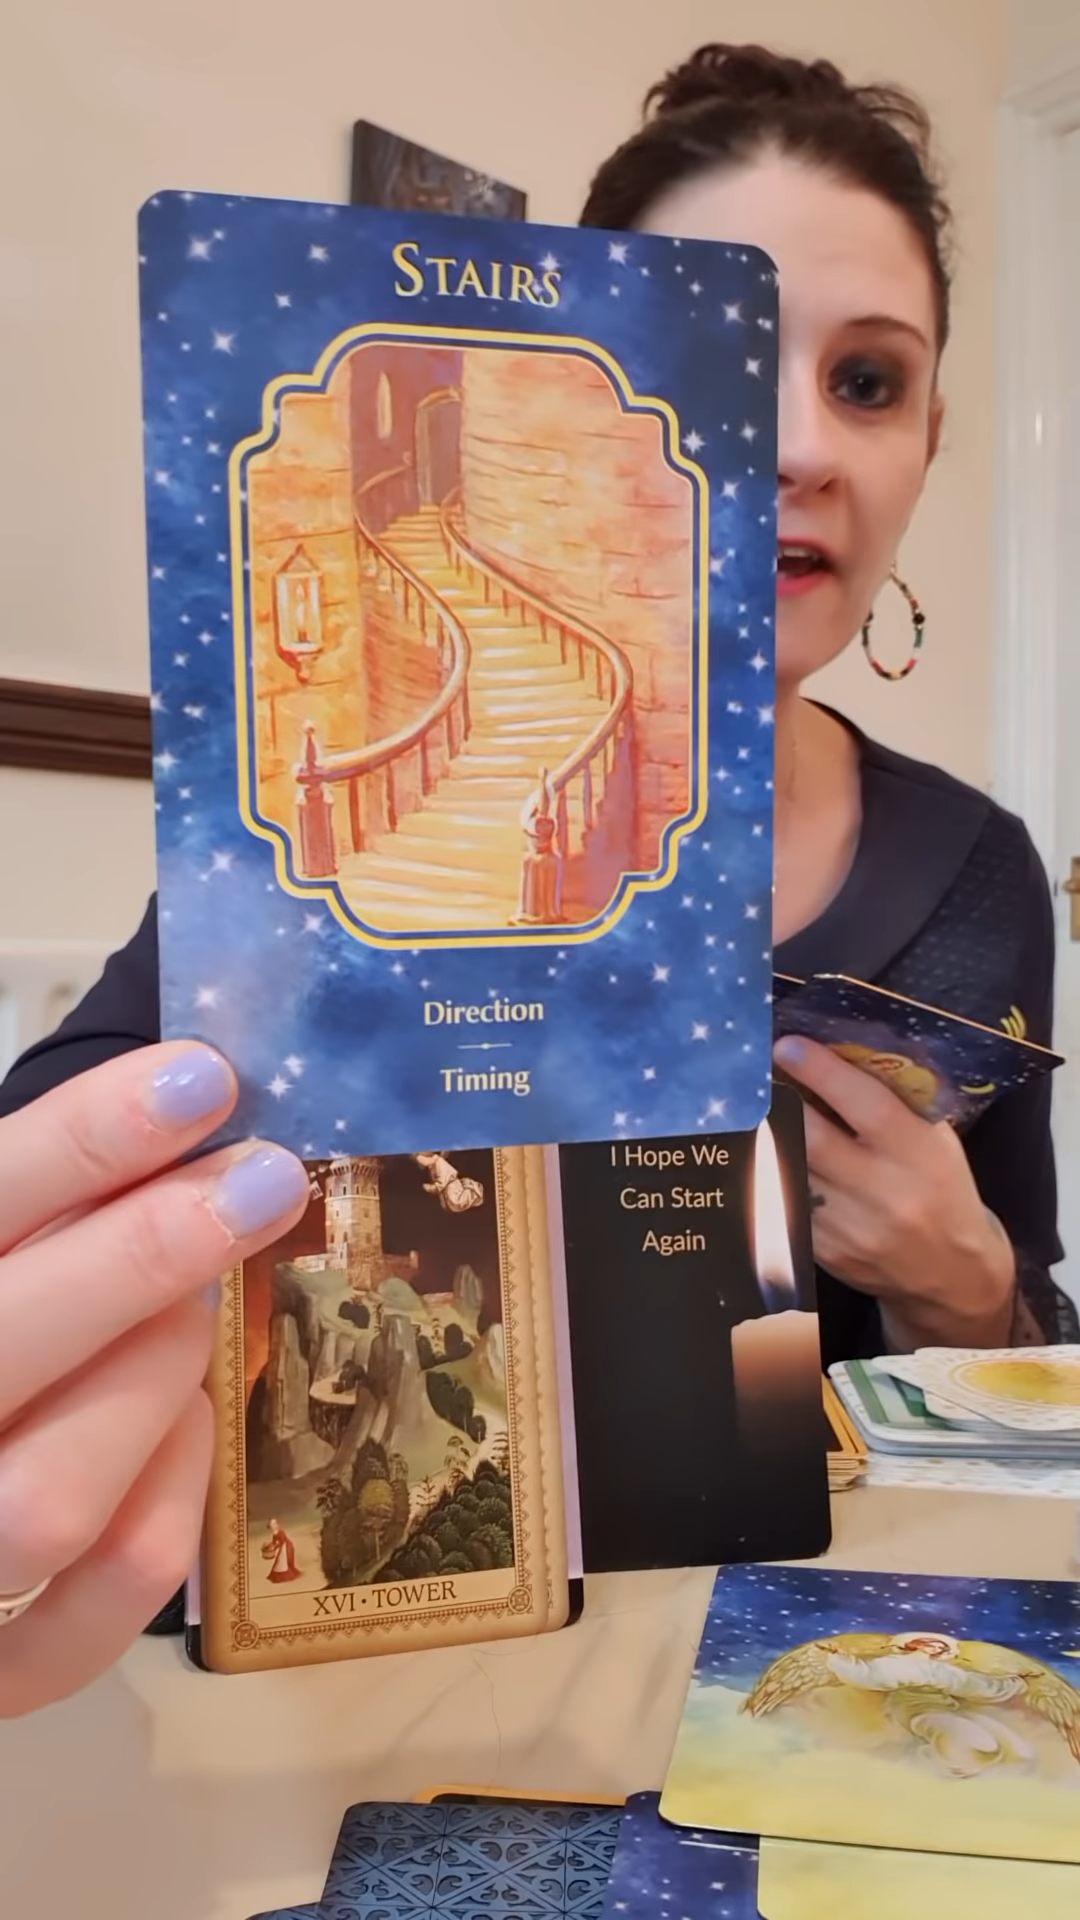 STAIRS
Direction
Timing
I Hope We
Can Start
Again
XVI • TOWER